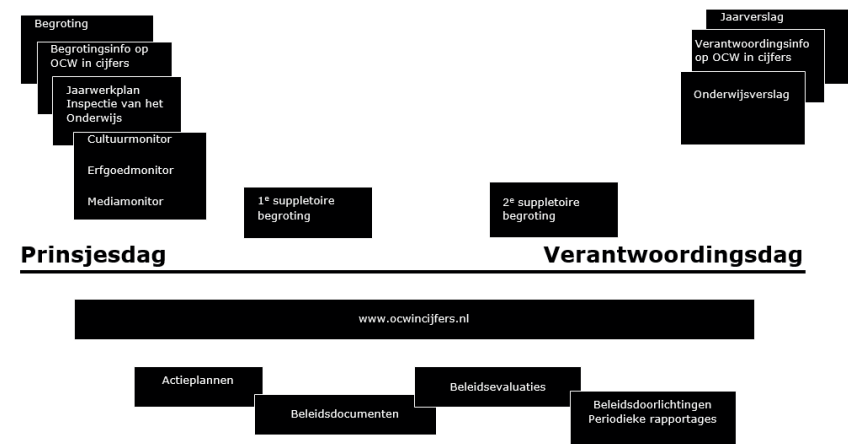 Begroting
Begrotingsinfo op
OCW in cijfers
Jaarwerkplan
Inspectie van het
Onderwijs
Cultuurmonitor
Erfgoedmonitor
Mediamonitor
1e suppletoire
begroting
2e suppletoire
begroting
Jaarverslag
Verantwoordingsinfo
op OCW in cijfers
Onderwijsverslag
Prinsjesdag
Verantwoordingsdag
www.ocwincijfers.nl
Actieplannen
Beleidsdocumenten
Beleidsevaluaties
Beleidsdoorlichtingen
Periodieke rapportages